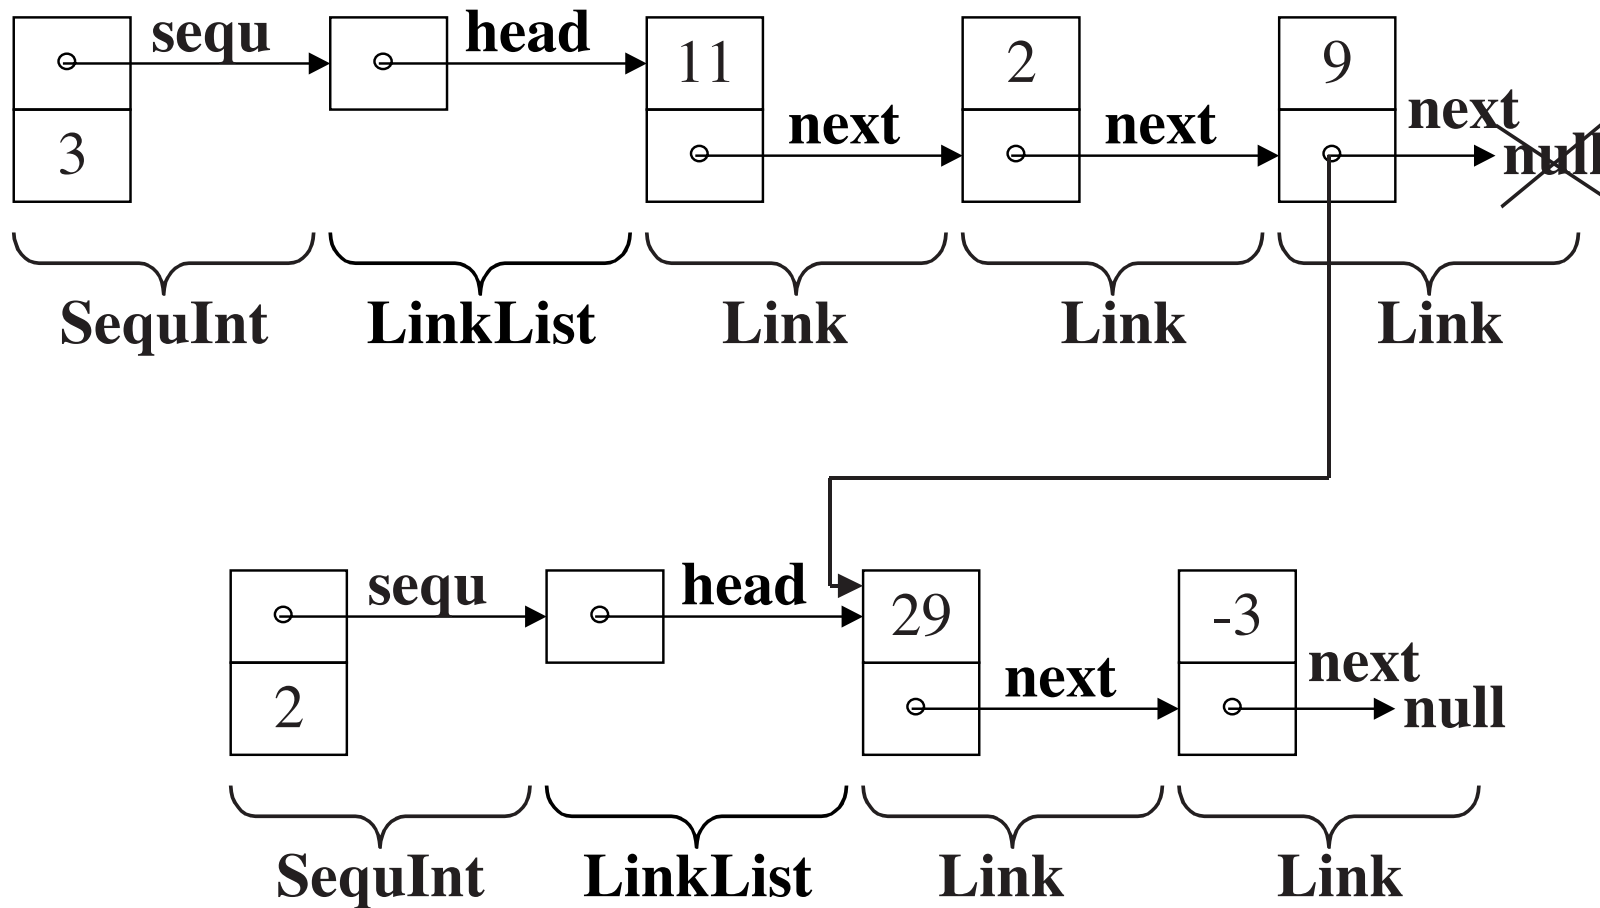 sequ head 11 2 9
next
3 next next null
SequInt LinkList Link Link Link
sequ head 29 -3
next
2 next null
SequInt LinkList Link Link